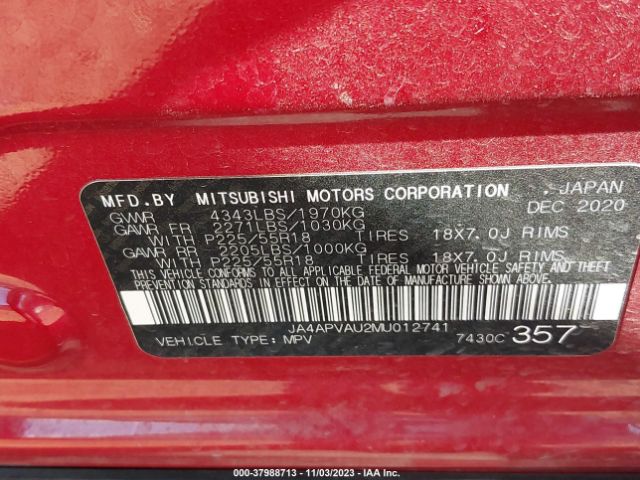 MFD.BY MITSUBISHI MOTORS CORPORATION JAPAN
GVWR 4343LBS/1970KG DEC 2020
GAWR FR 2271LBS/1030KG
WITH P225/55R18 TIRES 18X7.0J RIMS
GAWR RR 2205LBS/1000KG
WITH P225/55R18 TIRES 18X7.0J RIMS
THIS VEHICLE CONFORMS TO ALL APPLICABLE FEDERAL MOTOR VEHICLE SAFETY AND THEFT
PREVENTION STANDARDS IN EFFECT ON THE DATE OF MANUFACTURE SHOWN ABOVE.
JA4APVAU2MU012741
VEHICLE TYPE: MPV 7430C 357
000-37988713 - 11/03/2023 - IAA Inc.